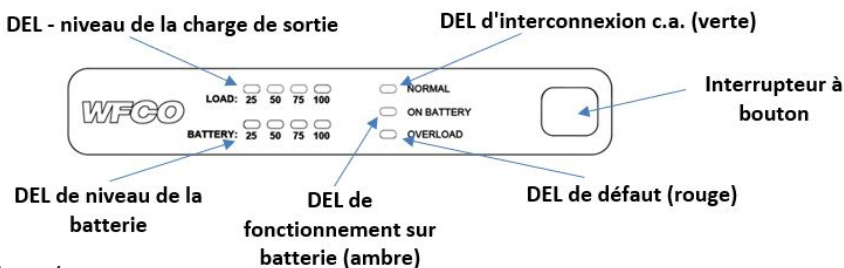 DEL - niveau de la charge de sortie
DEL d'interconnexion c.a. (verte)
WFCO
LOAD: 25 50 75 100
BATTERY: 25 50 75 100
NORMAL
ON BATTERY
OVERLOAD
Interrupteur à
bouton
DEL de niveau de la
batterie
DEL de
fonctionnement sur
batterie (ambre)
DEL de défaut (rouge)